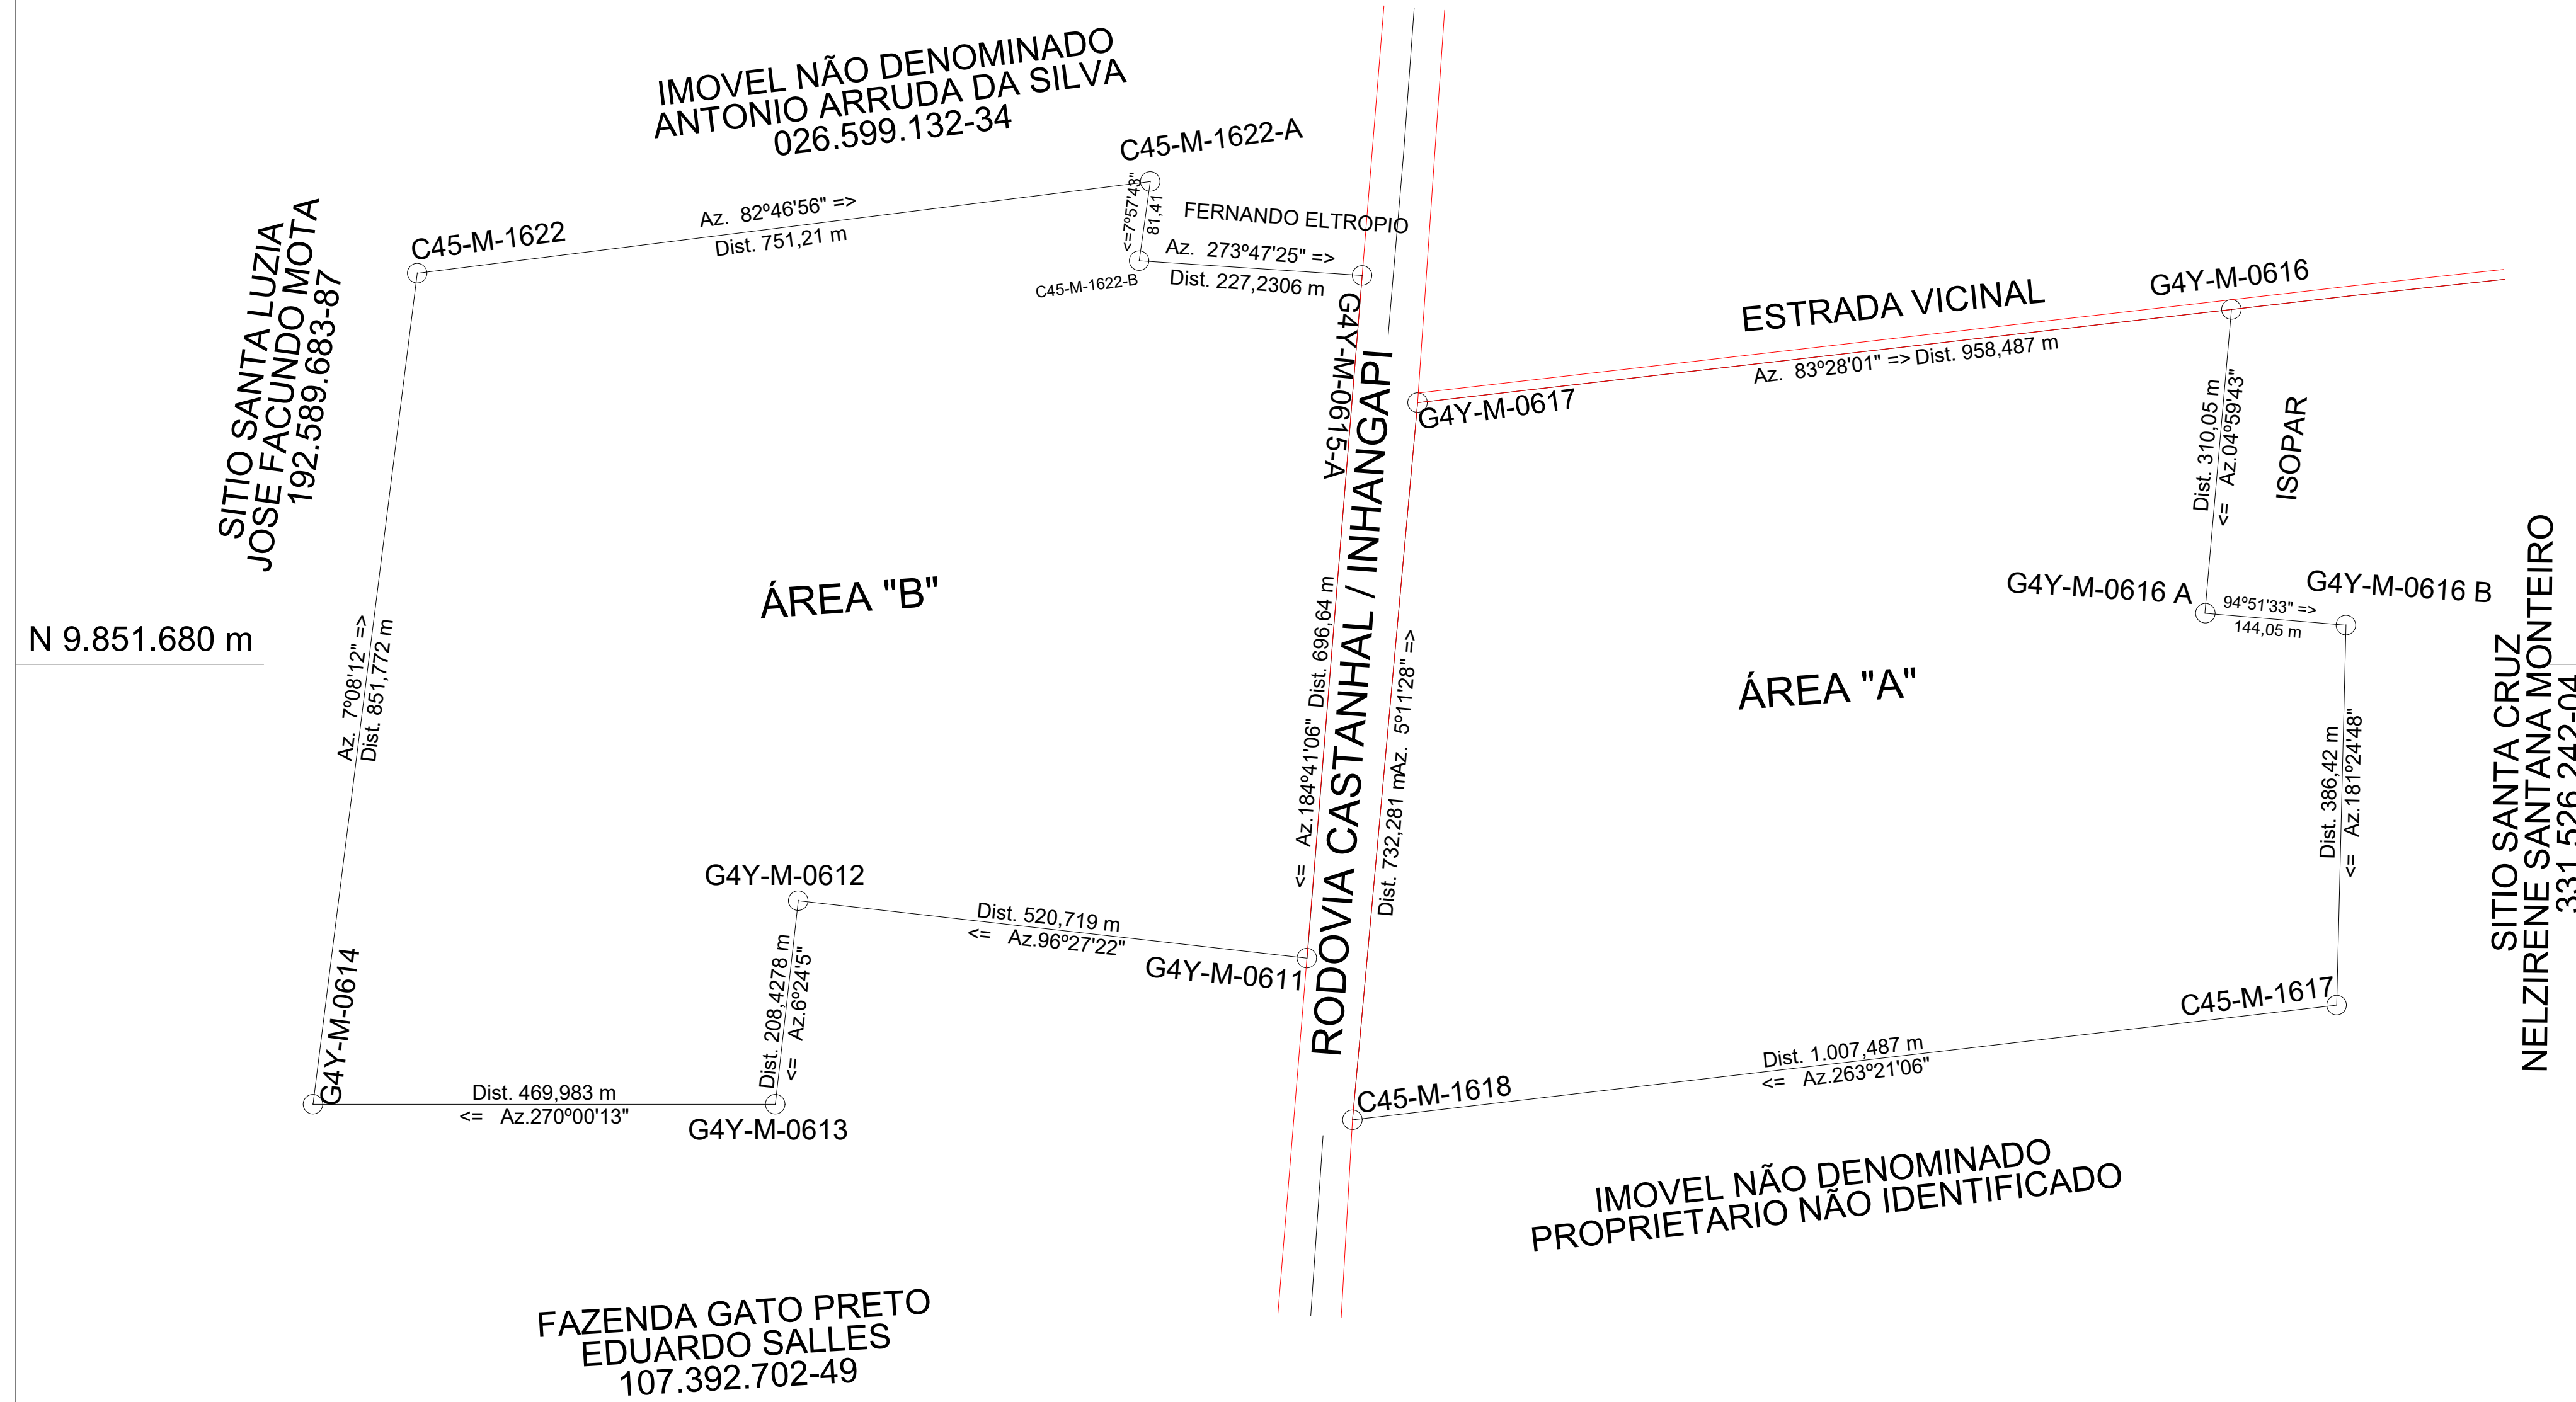 IMOVEL NÃO DENOMINADO
ANTONIO ARRUDA DA SILVA
026.599.132-34
C45-M-1622-A
C45-M-1622
Az. 82º46'56" =>
Dist. 751,21 m
<=7º57'43"
81,41
FERNANDO ELTROPIO
Az. 273º47'25" =>
Dist. 227,2306 m
C45-M-1622-B
G4Y-M-0615-A
SITIO SANTA LUZIA
JOSE FACUNDO MOTA
192.589.683-87
ESTRADA VICINAL
G4Y-M-0616
Az. 83º28'01" => Dist. 958,487 m
G4Y-M-0617
Dist. 310,05 m
<= Az.04º59'43"
ISOPAR
G4Y-M-0616 A
G4Y-M-0616 B
94º51'33" =>
144,05 m
N 9.851.680 m
ÁREA "B"
Az. 7º08'12" =>
Dist. 851,772 m
<= Az.184º41'06" Dist. 696,64 m
RODOVIA CASTANHAL / INHANGAPI
Dist. 732,281 m Az. 5º11'28" =>
ÁREA "A"
Dist. 386,42 m
<= Az.181º24'48"
SITIO SANTA CRUZ
NELZIRENE SANTANA MONTEIRO
331.526.242-04
G4Y-M-0612
Dist. 520,719 m
<= Az.96º27'22"
G4Y-M-0611
Dist. 208,4278 m
<= Az.6º24'5"
G4Y-M-0614
Dist. 469,983 m
<= Az.270º00'13"
G4Y-M-0613
C45-M-1617
Dist. 1.007,487 m
<= Az.263º21'06"
C45-M-1618
IMOVEL NÃO DENOMINADO
PROPRIETARIO NÃO IDENTIFICADO
FAZENDA GATO PRETO
EDUARDO SALLES
107.392.702-49